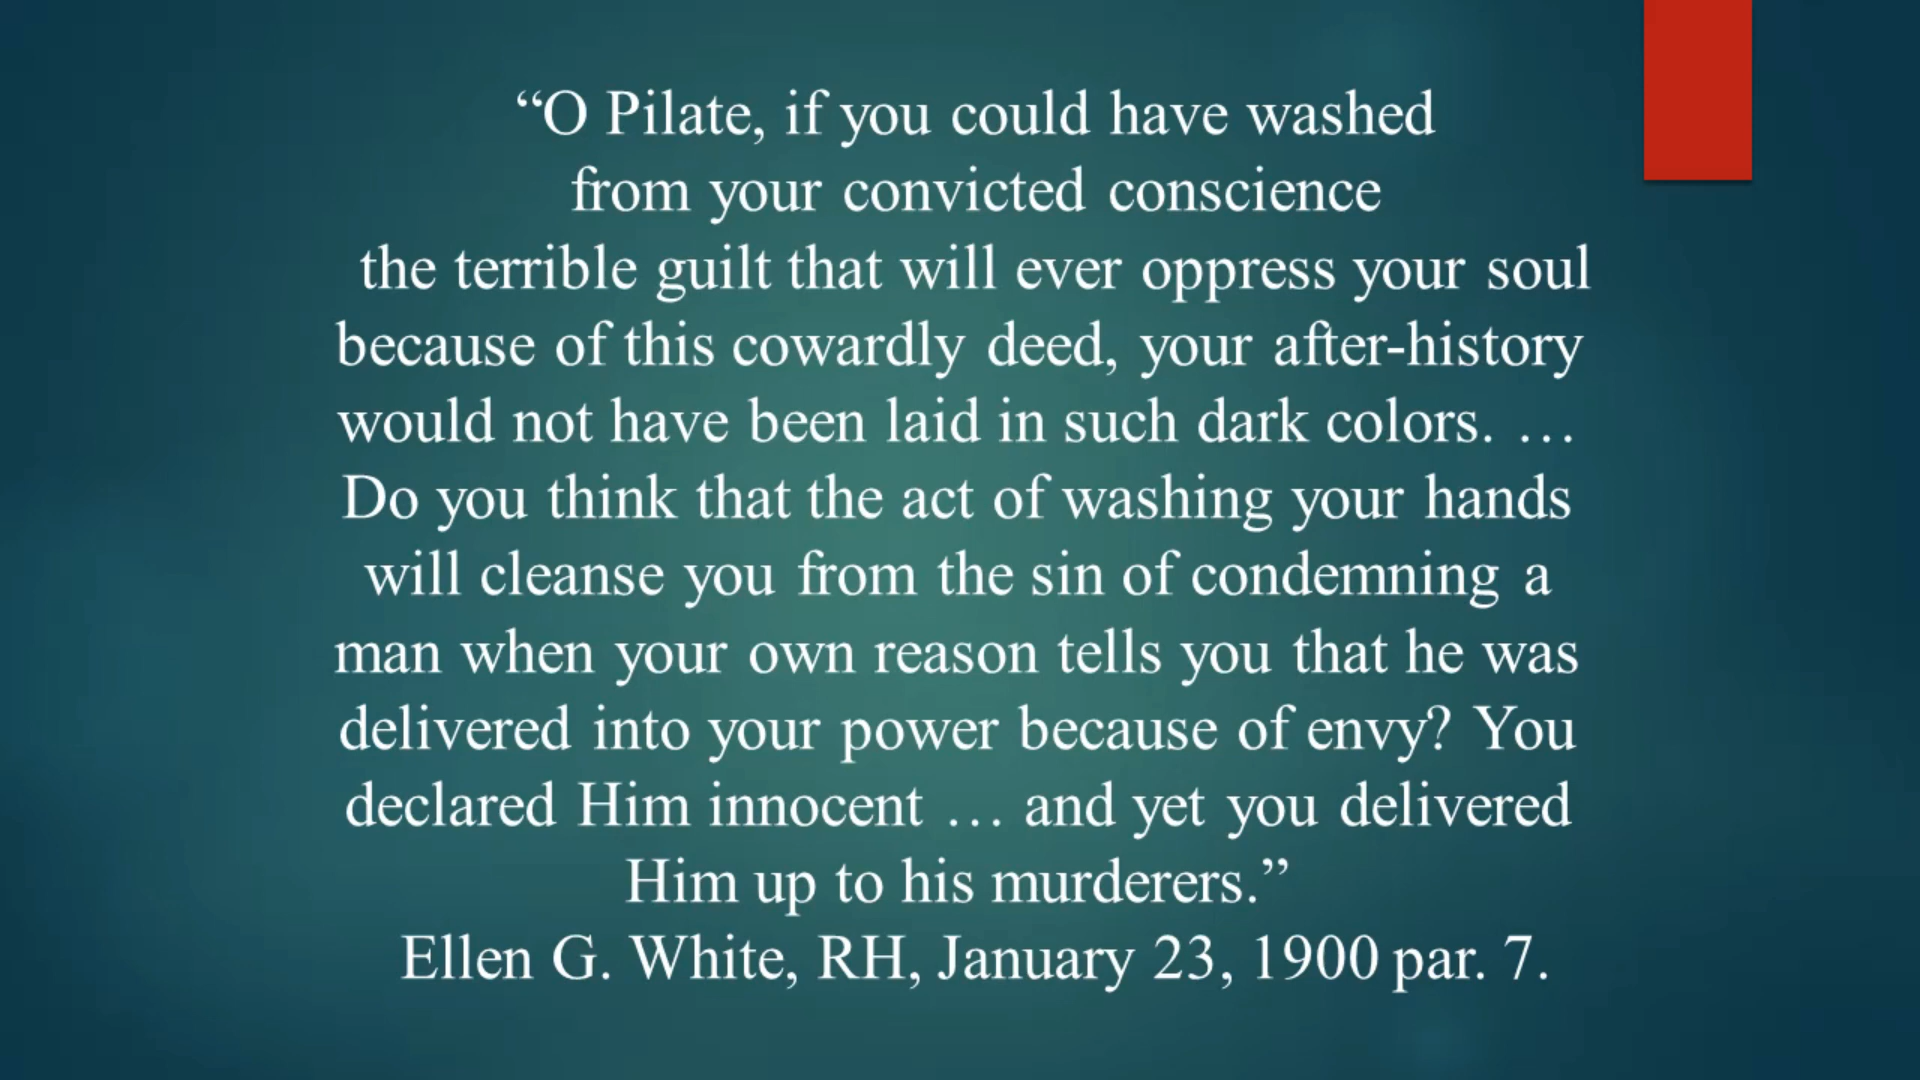 “O Pilate, if you could have washed
from your convicted conscience
the terrible guilt that will ever oppress your soul
because of this cowardly deed, your after-history
would not have been laid in such dark colors. …
Do you think that the act of washing your hands
will cleanse you from the sin of condemning a
man when your own reason tells you that he was
delivered into your power because of envy? You
declared Him innocent … and yet you delivered
Him up to his murderers.”
Ellen G. White, RH, January 23, 1900 par. 7.